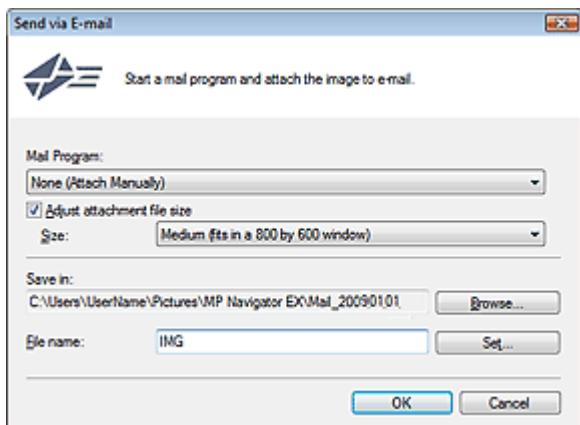 Send via E-mail
Start a mail program and attach the image to e-mail.
Mail Program:
None (Attach Manually)
Adjust attachment file size
Size: Medium (fits in a 800 by 600 window)
Save in:
C:\Users\UserName\Pictures\MP Navigator EX\Mail_20090101 Browse...
File name: IMG Set...
OK Cancel